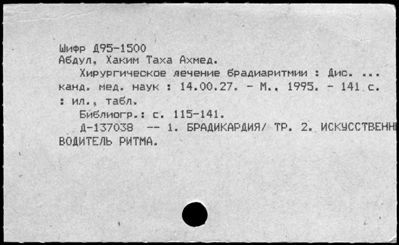 Шифр Д95-1500
Абдул, Хаким Таха Ахмед.
Хирургическое лечение брадиаритмии : Дис. ...
канд. мед. наук : 14.00.27. - М., 1995. - 141 с.
: ил., табл.
Библиогр.: с. 115-141.
Д-137038 -- 1. БРАДИКАРДИЯ/ ТР. 2. ИСКУССТВЕНН
ВОДИТЕЛЬ РИТМА.